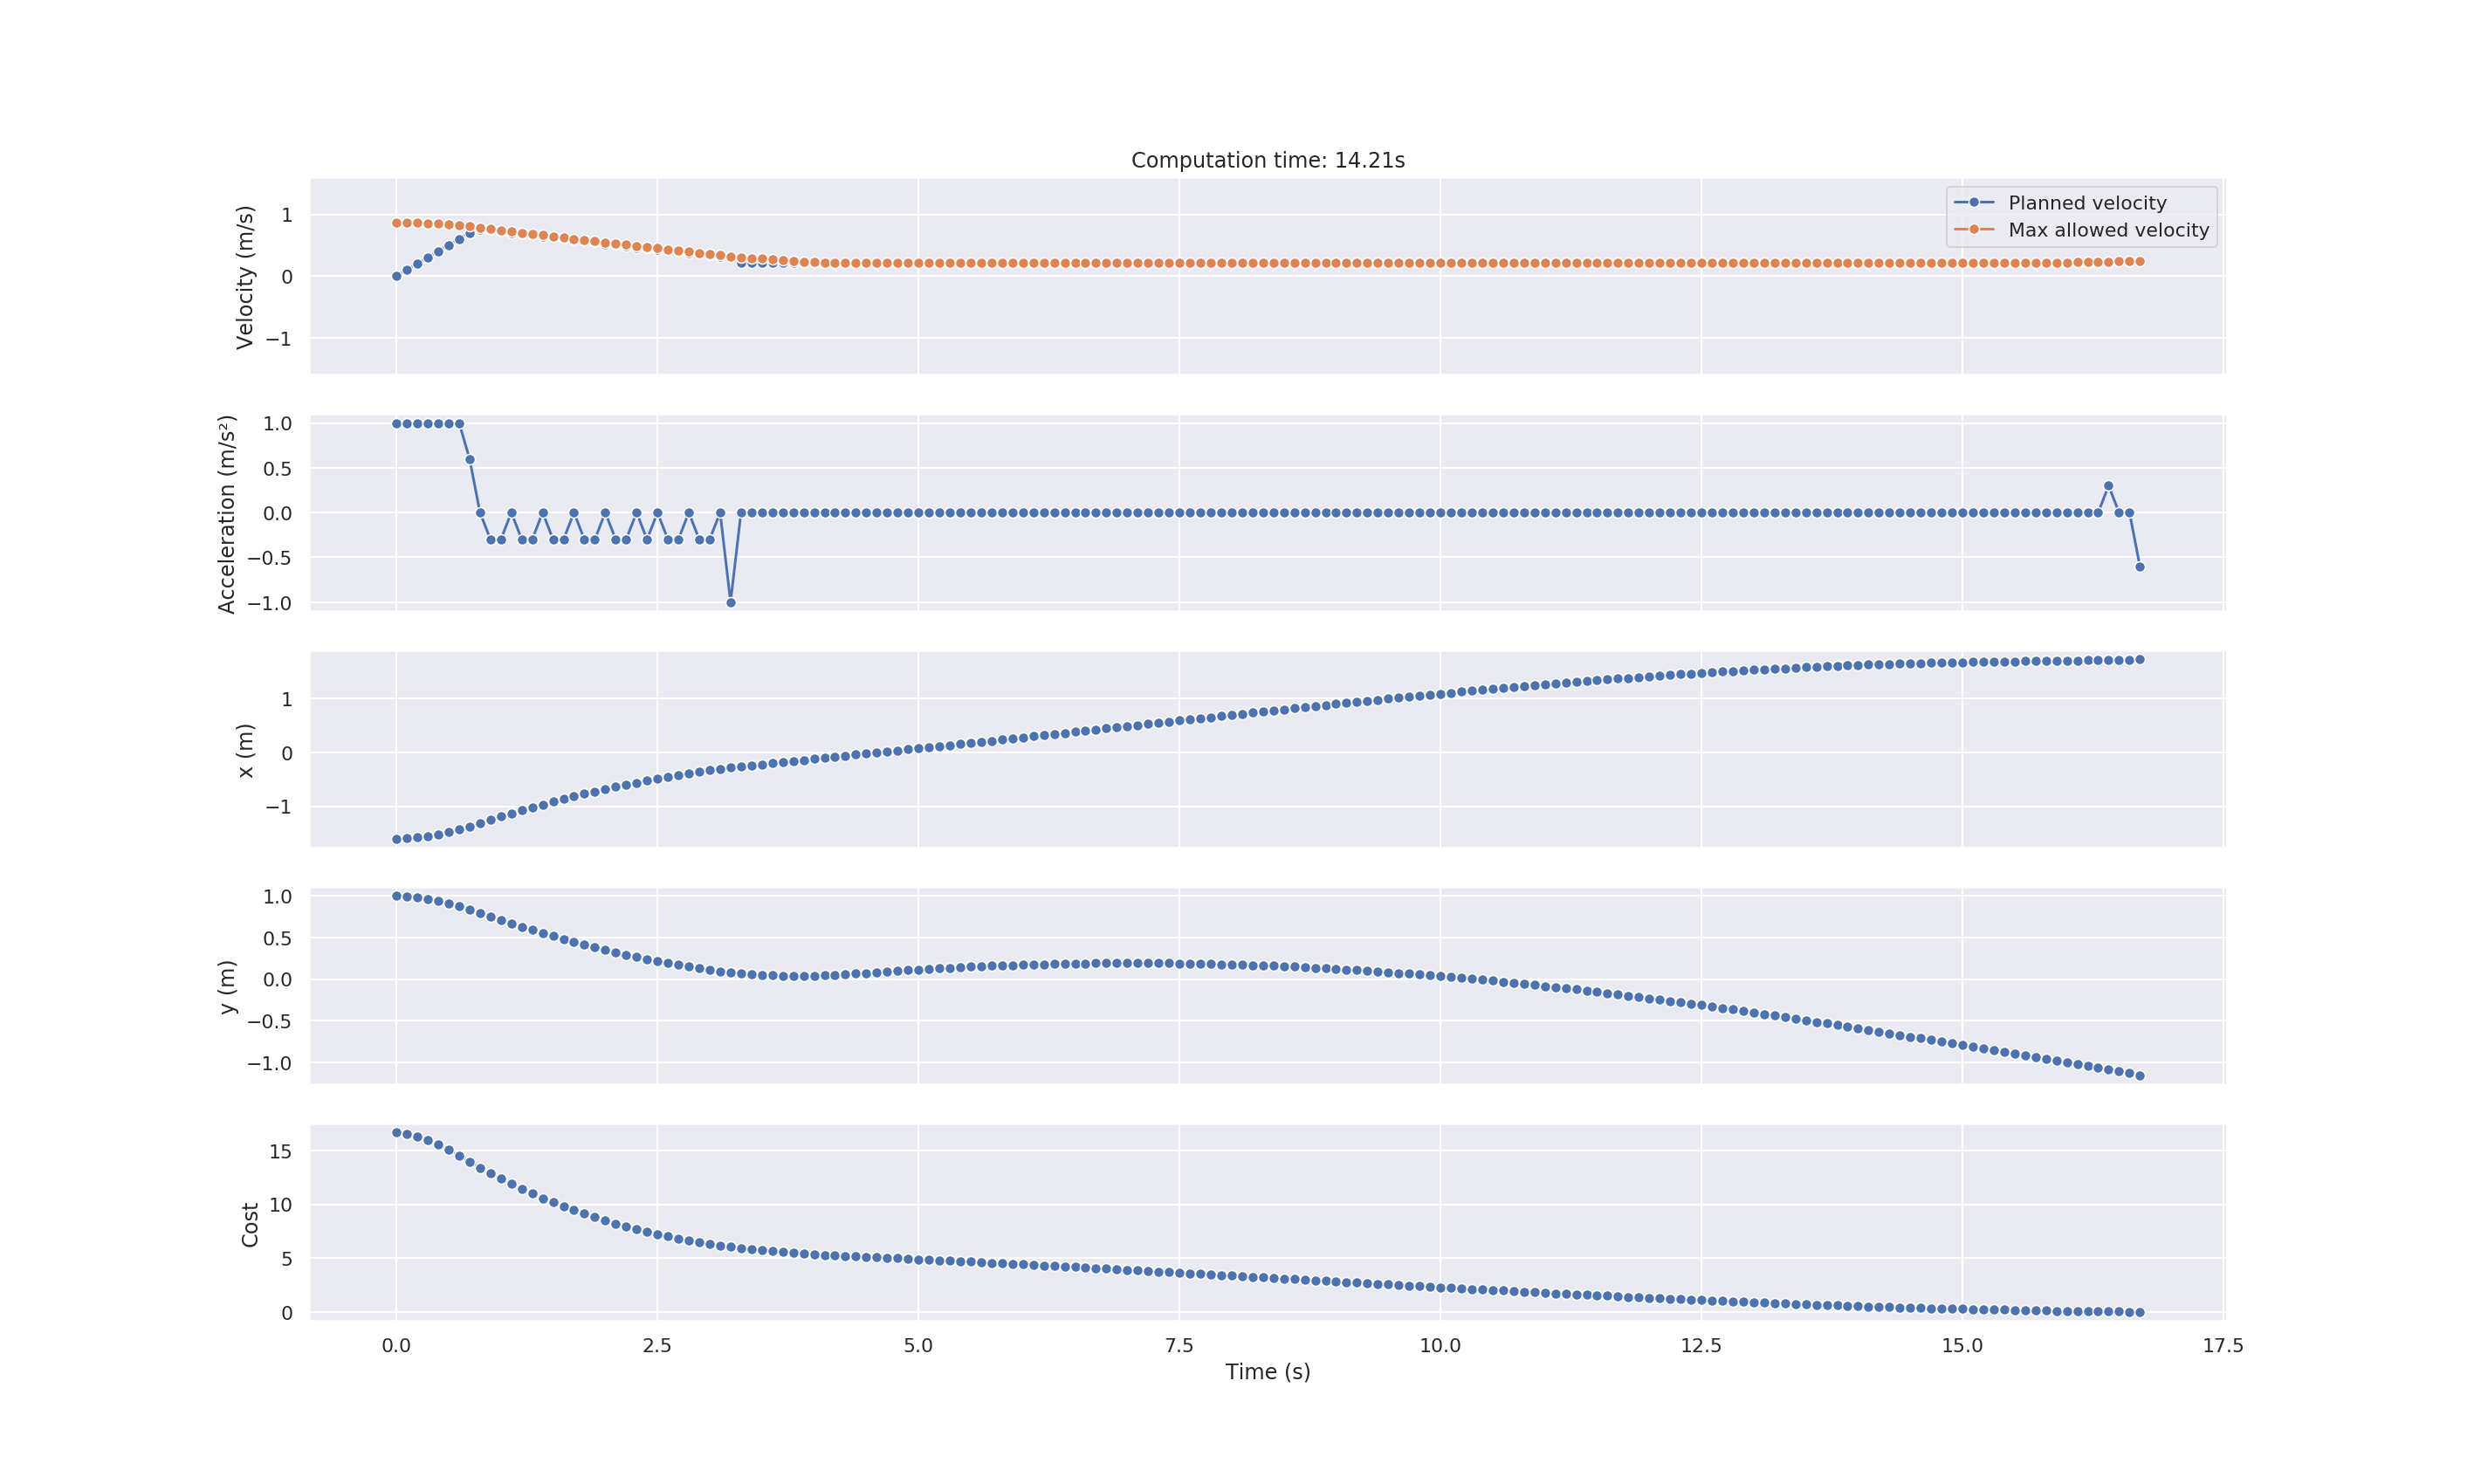 Computation time: 14.21s
Velocity (m/s)
1
0
−1
Planned velocity
Max allowed velocity
Acceleration (m/s²)
1.0
0.5
0.0
−0.5
−1.0
x (m)
1
0
−1
y (m)
1.0
0.5
0.0
−0.5
−1.0
Cost
15
10
5
0
0.0 2.5 5.0 7.5 10.0 12.5 15.0 17.5
Time (s)